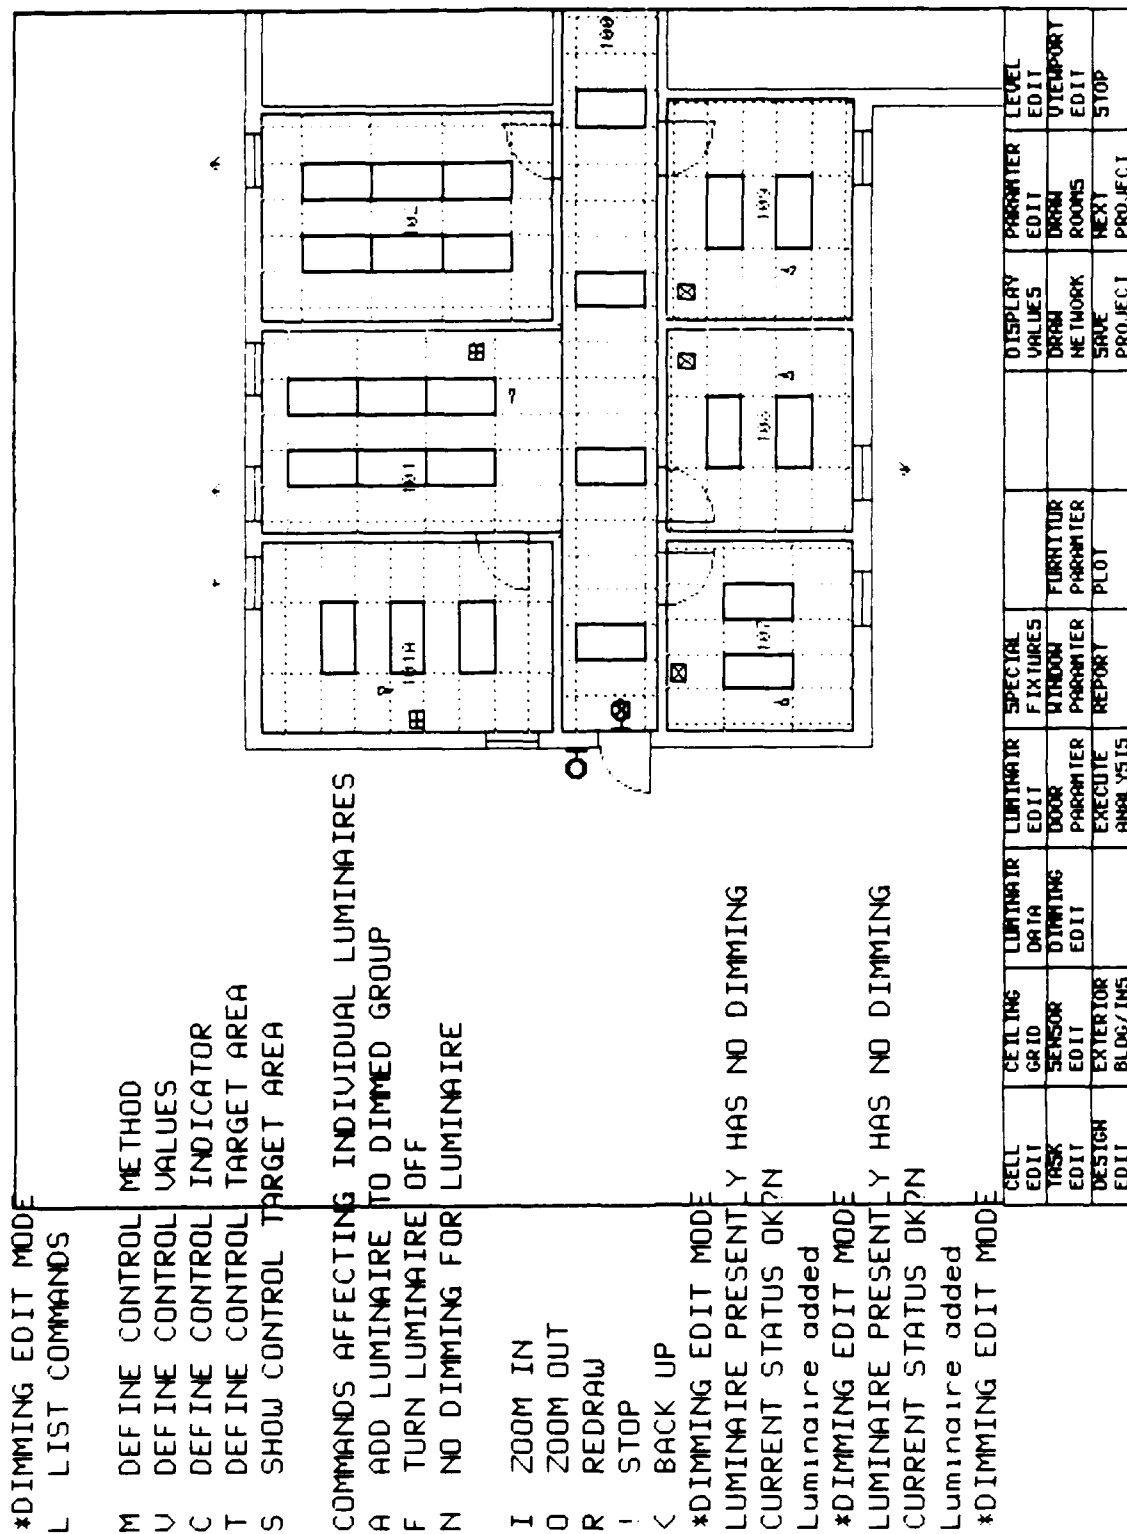 *DIMMING EDIT MODE
L LIST COMMANDS
M DEFINE CONTROL METHOD
V DEFINE CONTROL VALUES
C DEFINE CONTROL INDICATOR
T DEFINE CONTROL TARGET AREA
S SHOW CONTROL TARGET AREA
COMMANDS AFFECTING INDIVIDUAL LUMINAIRES
A ADD LUMINAIRE TO DIMMED GROUP
F TURN LUMINAIRE OFF
N NO DIMMING FOR LUMINAIRE
I ZOOM IN
O ZOOM OUT
R REDRAW
! STOP
< BACK UP
*DIMMING EDIT MODE
LUMINAIRE PRESENTLY HAS NO DIMMING
CURRENT STATUS OK?N
Luminaire added
*DIMMING EDIT MODE
LUMINAIRE PRESENTLY HAS NO DIMMING
CURRENT STATUS OK?N
Luminaire added
*DIMMING EDIT MODE
101A
101
100
107
CELL EDIT
CEILING GRID
LUMINAIR DATA
LUMINAIR EDIT
SPECIAL FIXTURES
DISPLAY VALUES
PARAMTER EDIT
LEVEL EDIT
TASK EDIT
SENSOR EDIT
DIMMING EDIT
DOOR PARAMTER
WINDOW PARAMTER
FURNITUR PARAMTER
DRAW NETWORK
DRAW ROOMS
VIEWPORT EDIT
DESIGN EDIT
EXTERIOR BLDG/INS
EXECUTE ANALYSIS
REPORT
PLOT
SAVE PROJECT
NEXT PROJECT
STOP